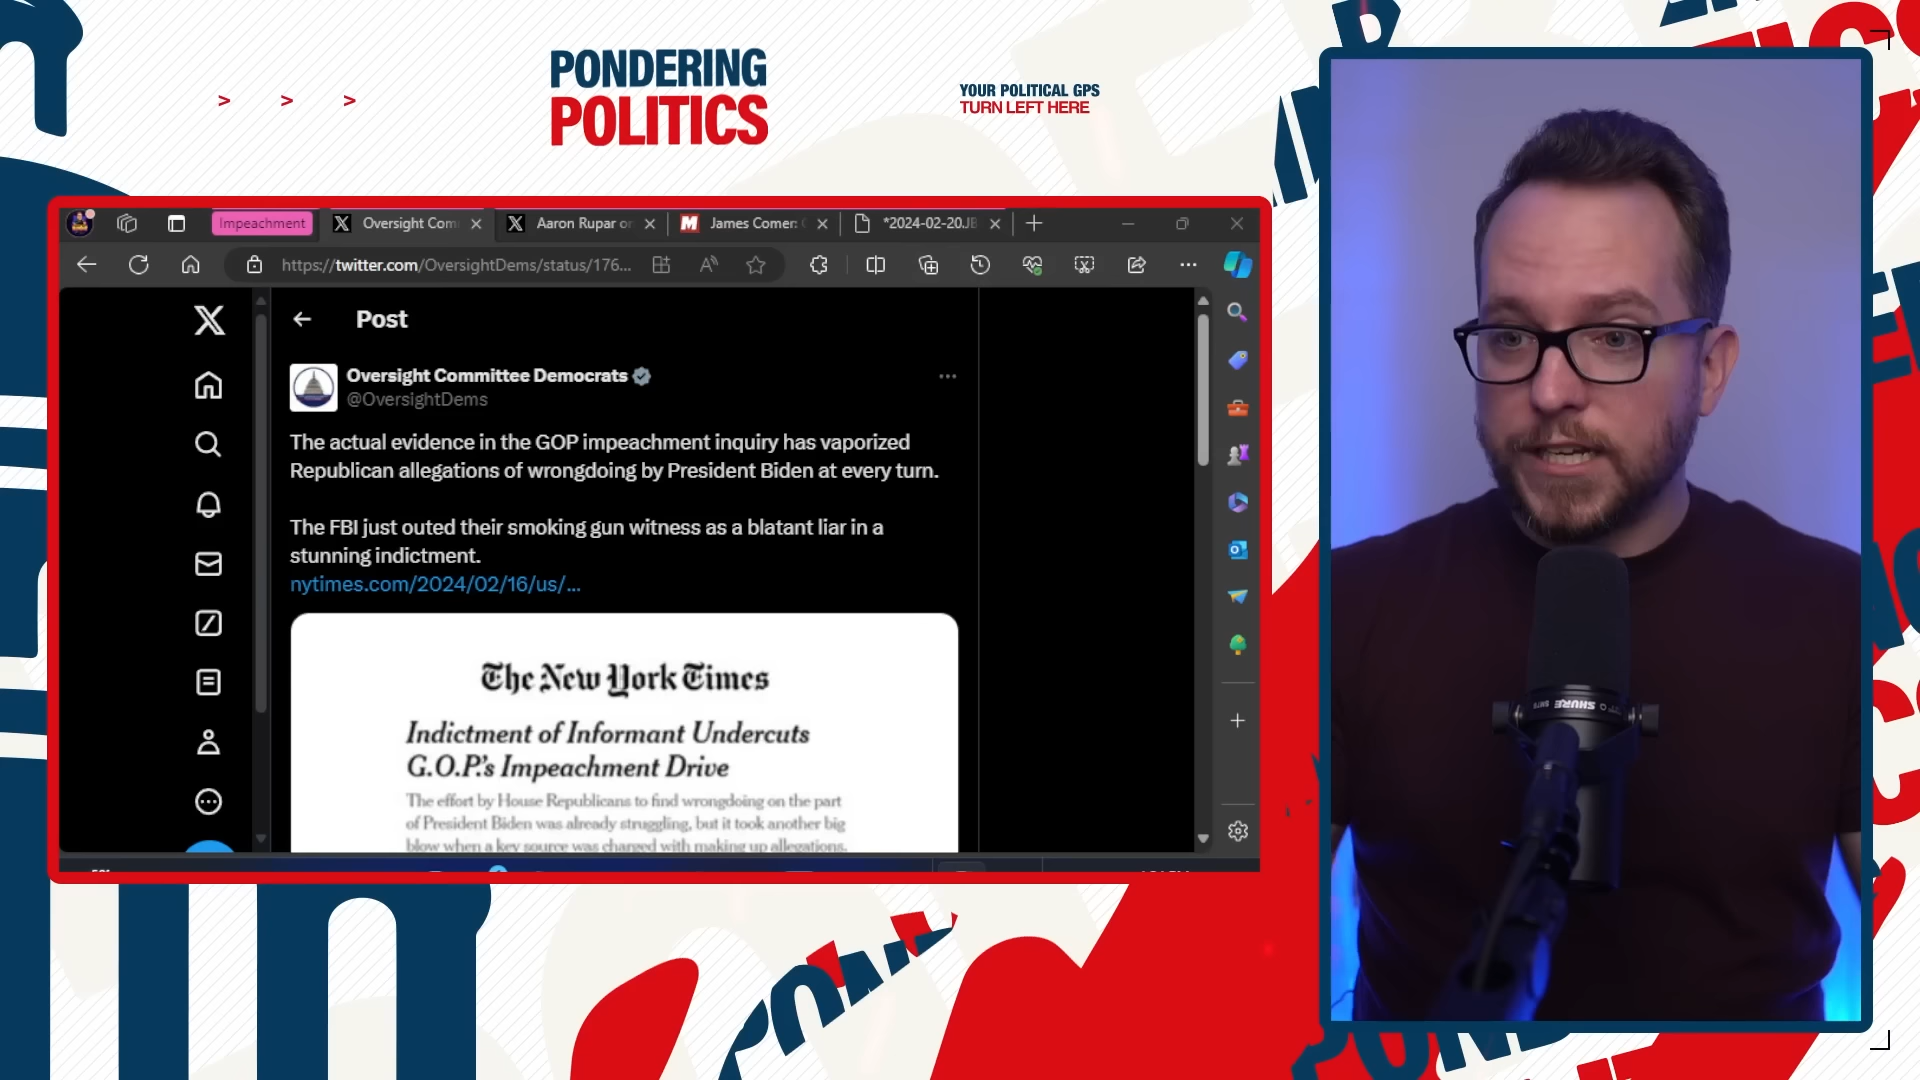 PONDERING
POLITICS
YOUR POLITICAL GPS
TURN LEFT HERE
> > >
Impeachment
Oversight Com
Aaron Rupar or
James Comer:
*2024-02-20.JB
https://twitter.com/OversightDems/status/176...
Post
Oversight Committee Democrats
@OversightDems
The actual evidence in the GOP impeachment inquiry has vaporized
Republican allegations of wrongdoing by President Biden at every turn.
The FBI just outed their smoking gun witness as a blatant liar in a
stunning indictment.
nytimes.com/2024/02/16/us/...
The New York Times
Indictment of Informant Undercuts
G.O.P.'s Impeachment Drive
The effort by House Republicans to find wrongdoing on the part
of President Biden was already struggling, but it took another big
blow when a key source was charged with making up allegations.
SHURE SM7B